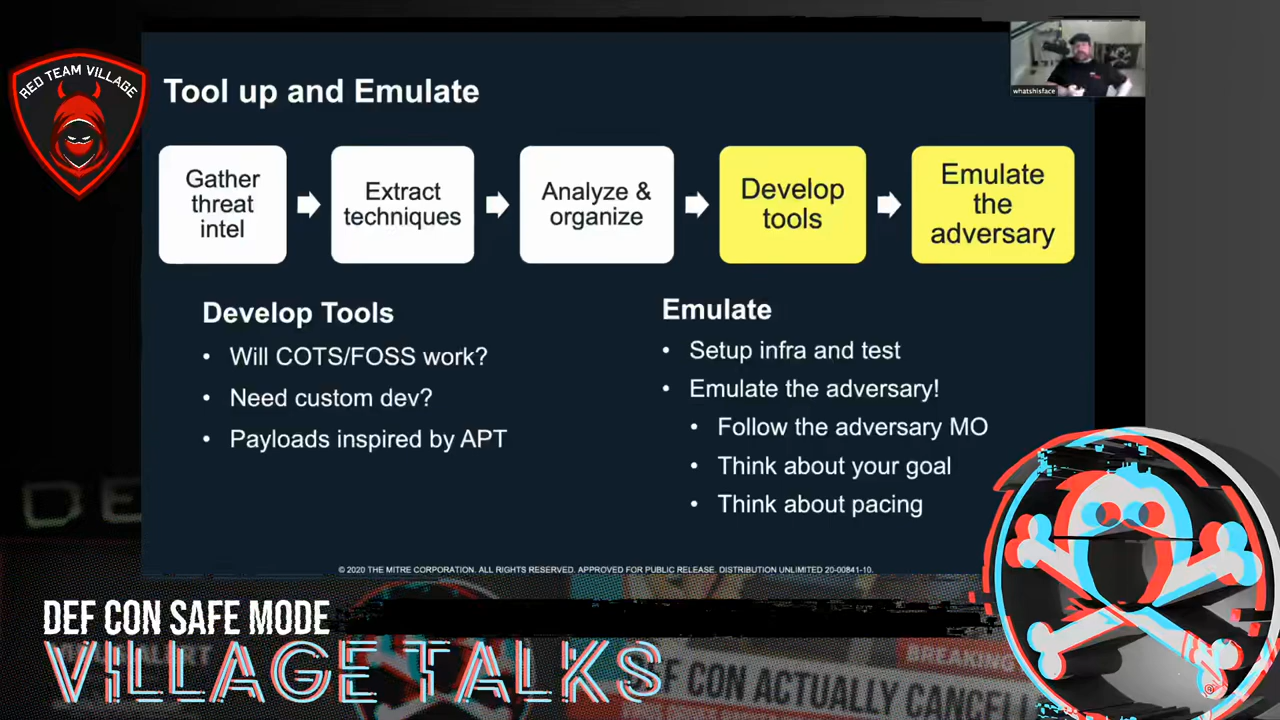 RED TEAM VILLAGE
whatshisface
Tool up and Emulate
Gather
threat
intel
Extract
techniques
Analyze &
organize
Develop
tools
Emulate
the
adversary
Develop Tools
• Will COTS/FOSS work?
• Need custom dev?
• Payloads inspired by APT
Emulate
• Setup infra and test
• Emulate the adversary!
• Follow the adversary MO
• Think about your goal
• Think about pacing
© 2020 THE MITRE CORPORATION. ALL RIGHTS RESERVED. APPROVED FOR PUBLIC RELEASE. DISTRIBUTION UNLIMITED 20-00841-10.
DE
DEF CON SAFE MODE
VILLAGE TALKS
BREAKIN
DEF CON ACTUALLY CANCELL